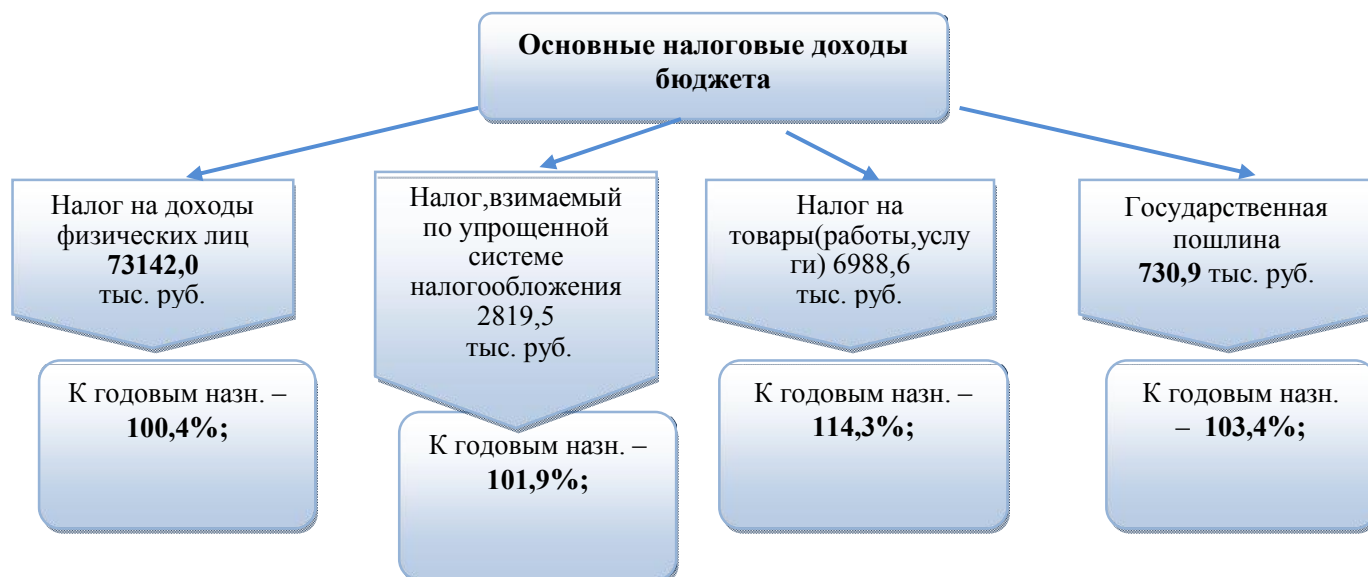 Основные налоговые доходы
бюджета
Налог на доходы
физических лиц
73142,0
тыс. руб.
Налог,взимаемый
по упрощенной
системе
налогообложения
2819,5
тыс. руб.
Налог на
товары(работы,услу
ги) 6988,6
тыс. руб.
Государственная
пошлина
730,9 тыс. руб.
К годовым назн. –
100,4%;
К годовым назн. –
101,9%;
К годовым назн. –
114,3%;
К годовым назн.
– 103,4%;